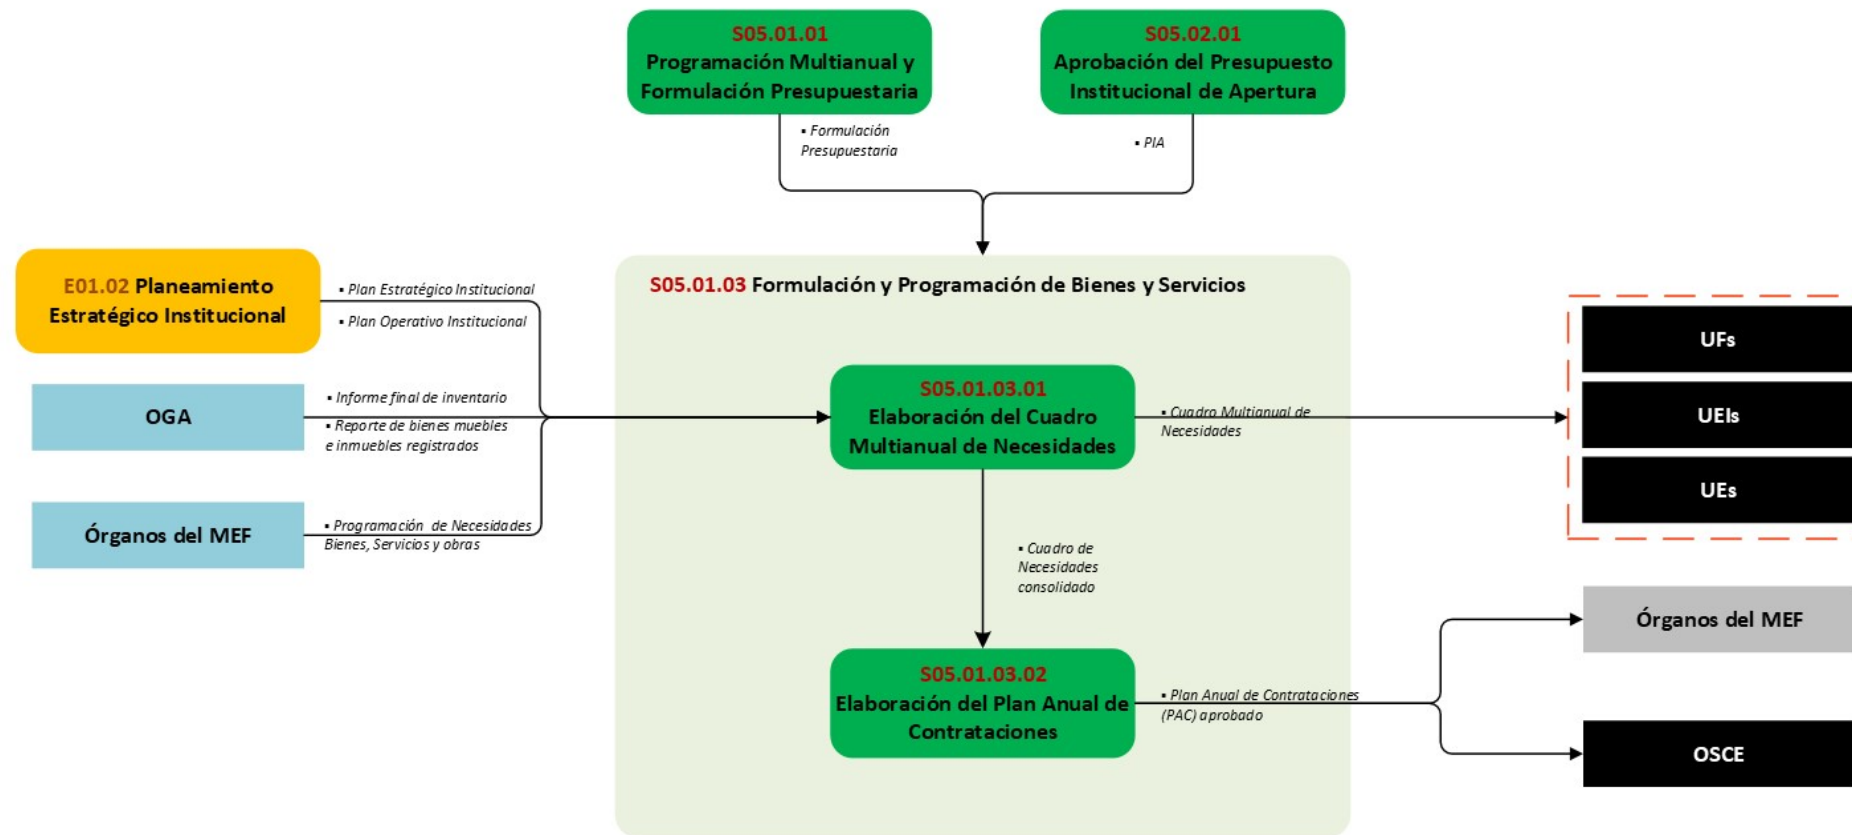 S05.01.01
Programación Multianual y
Formulación Presupuestaria
S05.02.01
Aprobación del Presupuesto
Institucional de Apertura
▪ Formulación
Presupuestaria
▪ PIA
E01.02 Planeamiento
Estratégico Institucional
▪ Plan Estratégico Institucional
▪ Plan Operativo Institucional
OGA
▪ Informe final de inventario
▪ Reporte de bienes muebles
e inmuebles registrados
Órganos del MEF
▪ Programación de Necesidades
Bienes, Servicios y obras
S05.01.03 Formulación y Programación de Bienes y Servicios
S05.01.03.01
Elaboración del Cuadro
Multianual de Necesidades
▪ Cuadro Multianual de
Necesidades
▪ Cuadro de
Necesidades
consolidado
S05.01.03.02
Elaboración del Plan Anual de
Contrataciones
▪ Plan Anual de Contrataciones
(PAC) aprobado
UFs
UEIs
UEs
Órganos del MEF
OSCE